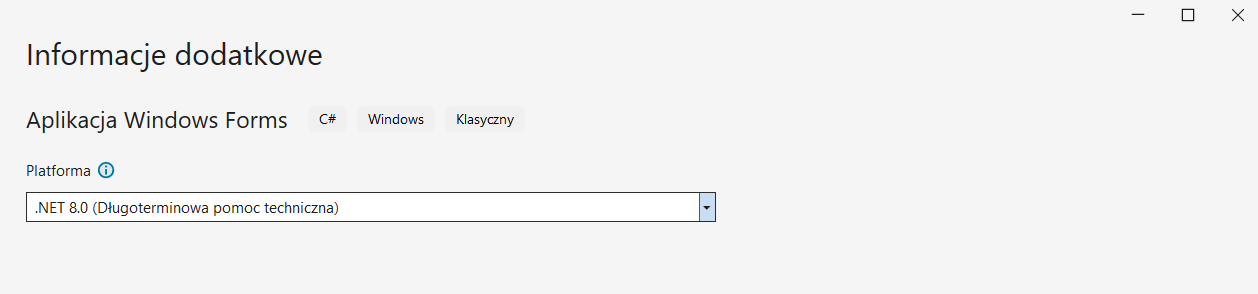 Informacje dodatkowe
Aplikacja Windows Forms C# Windows Klasyczny
Platforma
.NET 8.0 (Długoterminowa pomoc techniczna)